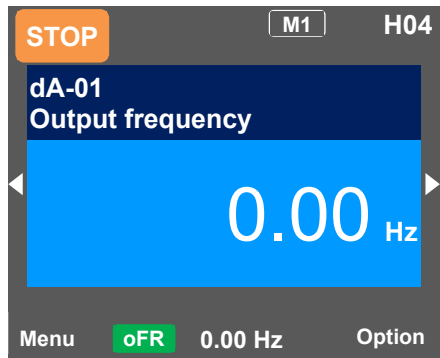 STOP M1 H04
dA-01
Output frequency
0.00 Hz
Menu oFR 0.00 Hz Option